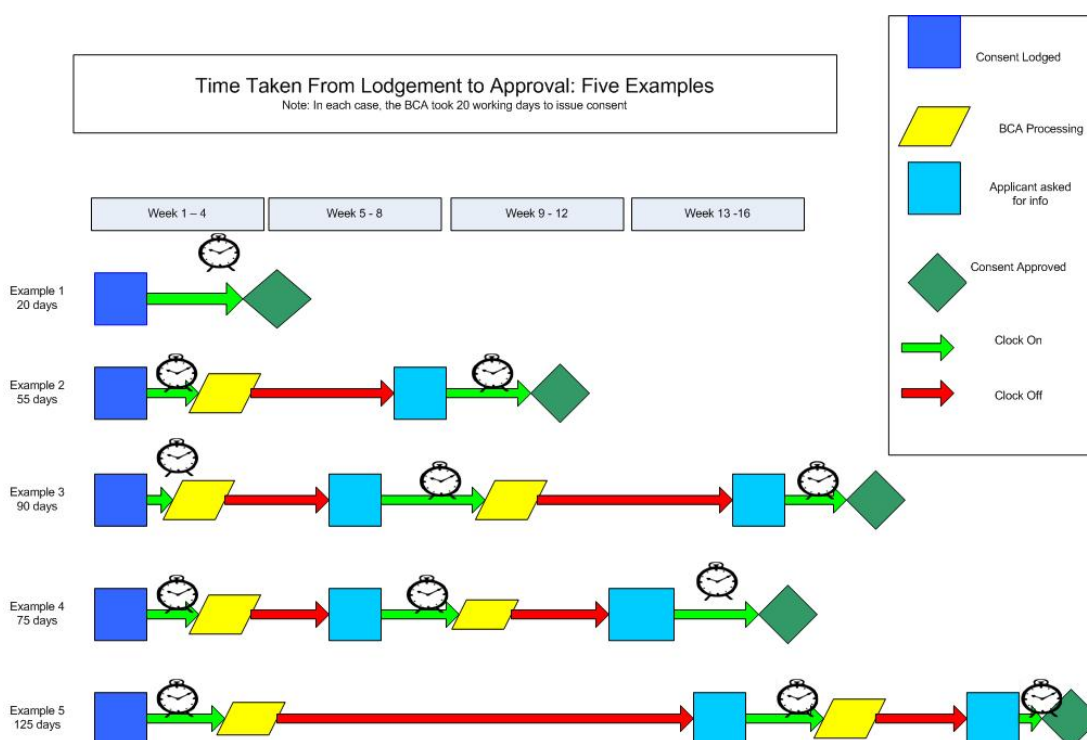 Time Taken From Lodgement to Approval: Five Examples
Note: In each case, the BCA took 20 working days to issue consent
Consent Lodged
BCA Processing
Applicant asked
for info
Consent Approved
Clock On
Clock Off
Week 1 – 4
Week 5 - 8
Week 9 - 12
Week 13 -16
Example 1
20 days
Example 2
55 days
Example 3
90 days
Example 4
75 days
Example 5
125 days